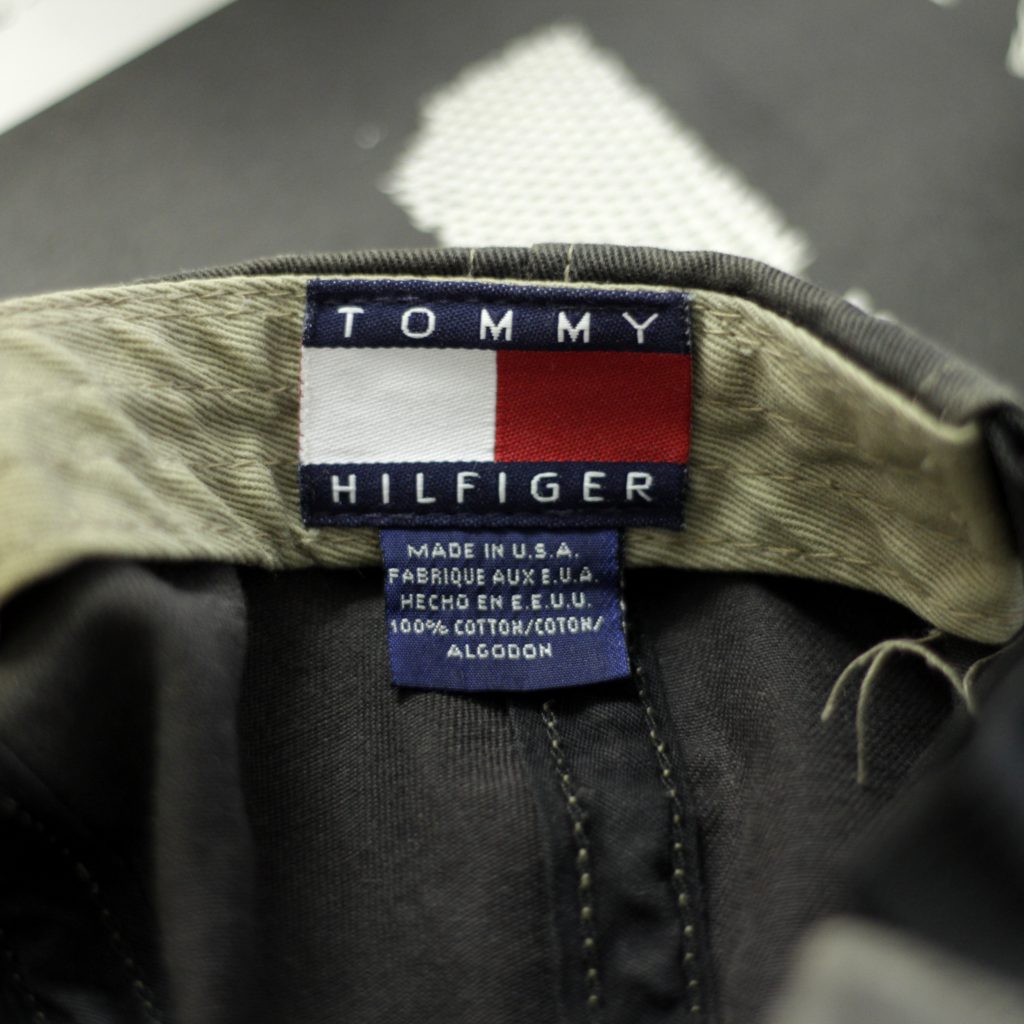 TOMMY
HILFIGER
MADE IN U.S.A.
FABRIQUE AUX E.U.A.
HECHO EN E.E.U.U.
100% COTTON/COTON/
ALGODON